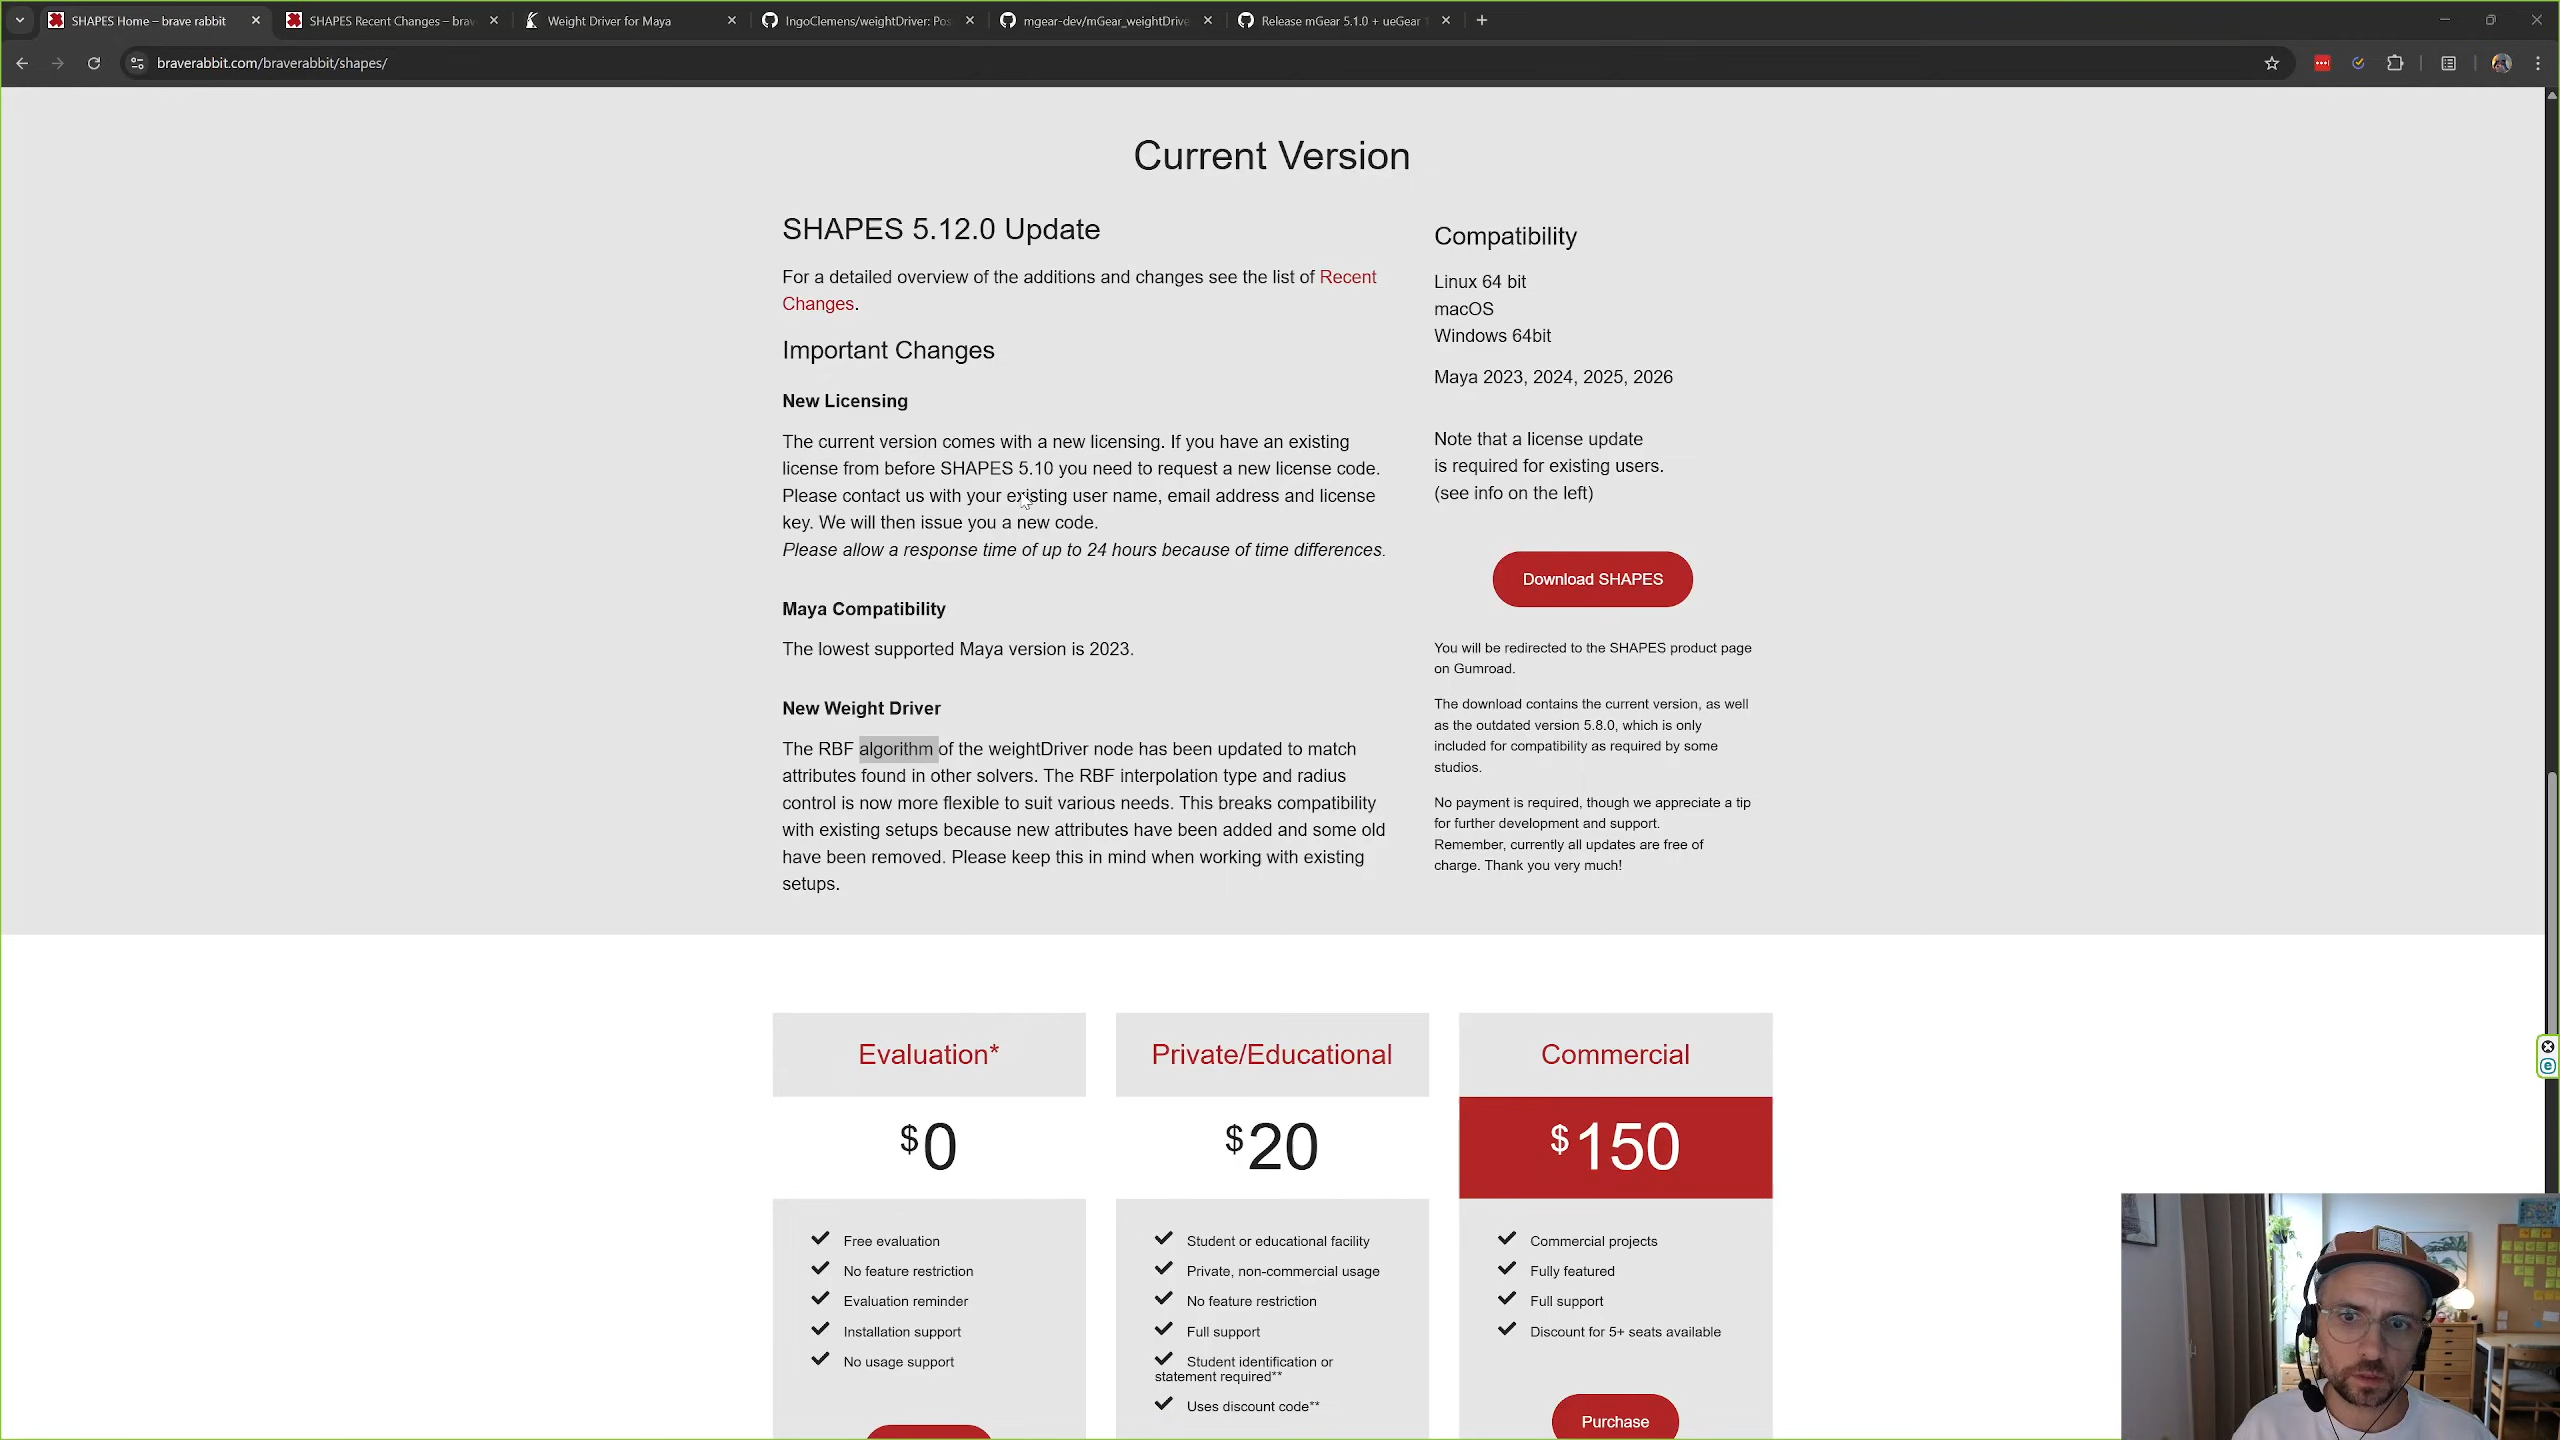 SHAPES Home – brave rabbit
SHAPES Recent Changes – brav
Weight Driver for Maya
IngoClemens/weightDriver: Pos
mgear-dev/mGear_weightDrive
Release mGear 5.1.0 + ueGear
braverabbit.com/braverabbit/shapes/
Current Version
SHAPES 5.12.0 Update
For a detailed overview of the additions and changes see the list of Recent
Changes.
Important Changes
New Licensing
The current version comes with a new licensing. If you have an existing
license from before SHAPES 5.10 you need to request a new license code.
Please contact us with your existing user name, email address and license
key. We will then issue you a new code.
Please allow a response time of up to 24 hours because of time differences.
Maya Compatibility
The lowest supported Maya version is 2023.
New Weight Driver
The RBF algorithm of the weightDriver node has been updated to match
attributes found in other solvers. The RBF interpolation type and radius
control is now more flexible to suit various needs. This breaks compatibility
with existing setups because new attributes have been added and some old
have been removed. Please keep this in mind when working with existing
setups.
Compatibility
Linux 64 bit
macOS
Windows 64bit
Maya 2023, 2024, 2025, 2026
Note that a license update
is required for existing users.
(see info on the left)
Download SHAPES
You will be redirected to the SHAPES product page
on Gumroad.
The download contains the current version, as well
as the outdated version 5.8.0, which is only
included for compatibility as required by some
studios.
No payment is required, though we appreciate a tip
for further development and support.
Remember, currently all updates are free of
charge. Thank you very much!
Evaluation*
$0
Free evaluation
No feature restriction
Evaluation reminder
Installation support
No usage support
Private/Educational
$20
Student or educational facility
Private, non-commercial usage
No feature restriction
Full support
Student identification or
statement required**
Uses discount code**
Commercial
$150
Commercial projects
Fully featured
Full support
Discount for 5+ seats available
Purchase